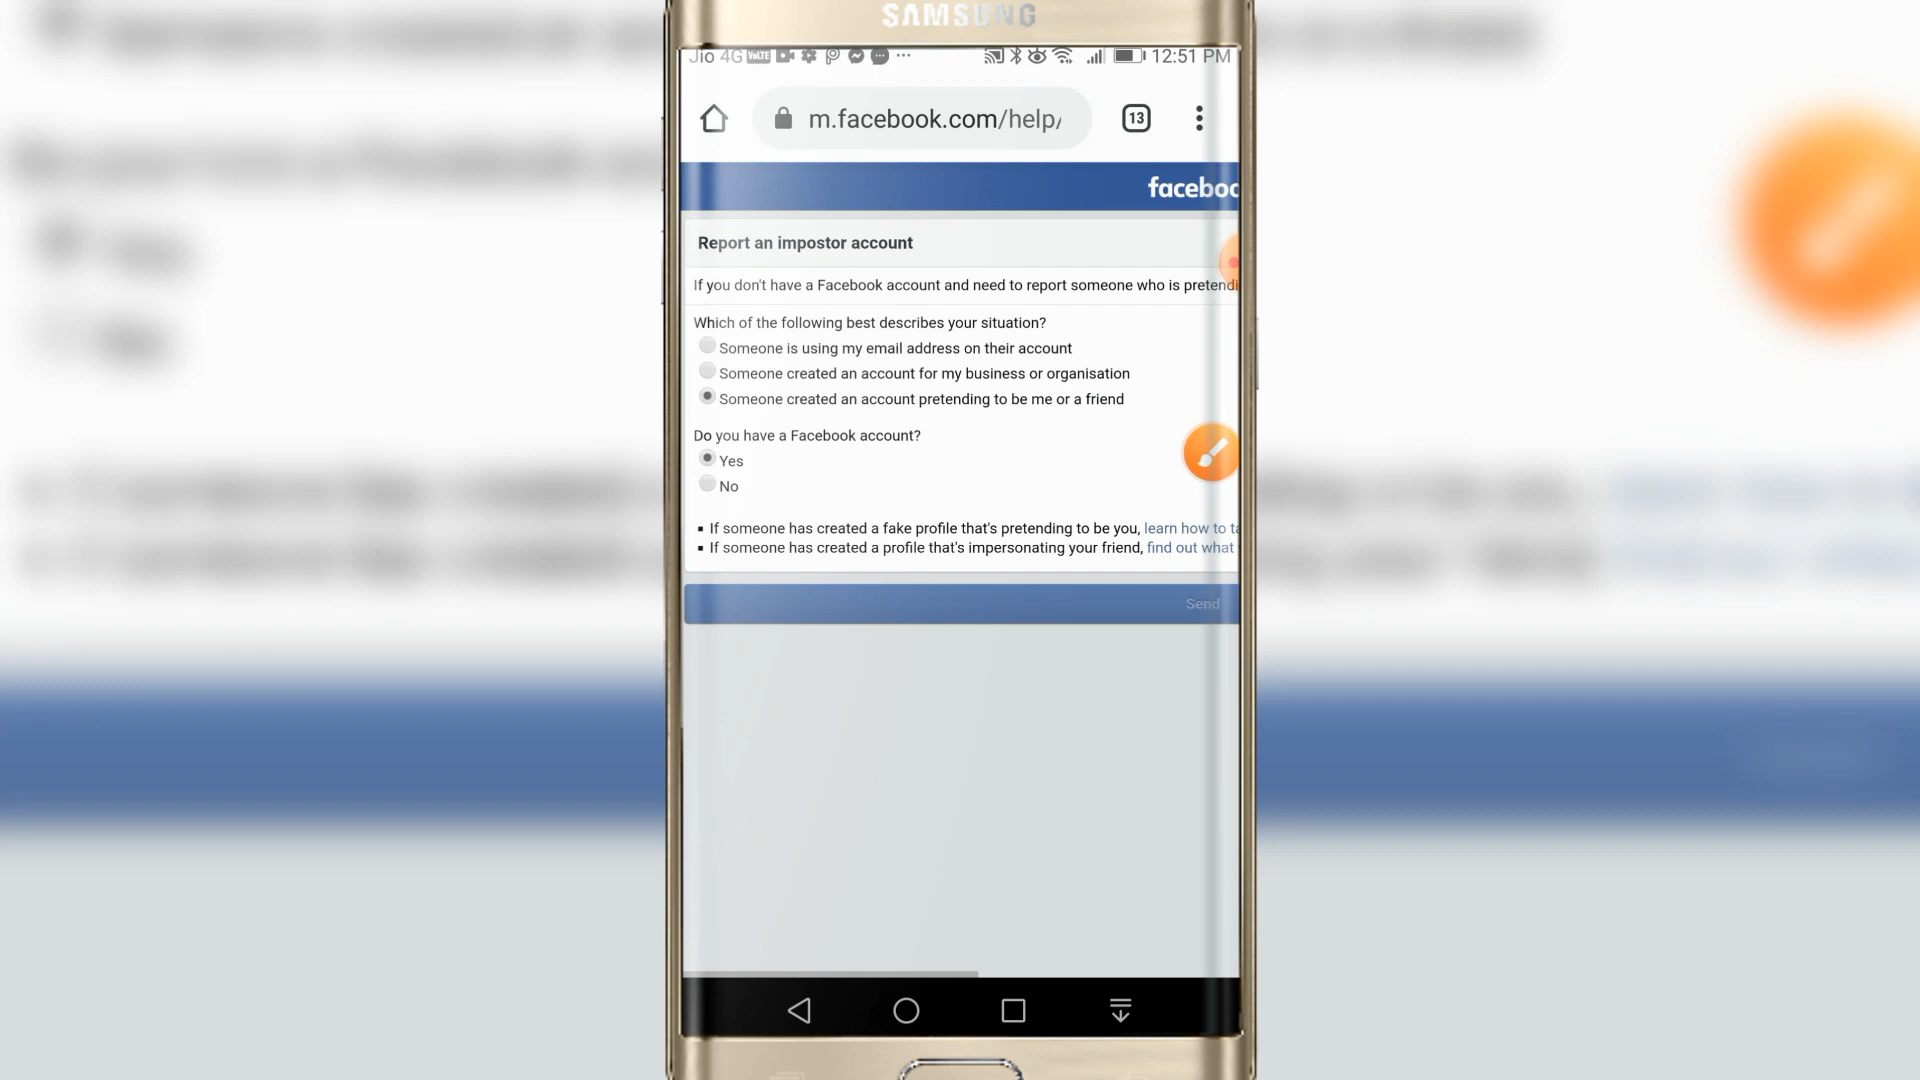 SAMSUNG
Jio 4G VoLTE 12:51 PM
m.facebook.com/help/
13
faceboo
Report an impostor account
If you don't have a Facebook account and need to report someone who is pretendi
Which of the following best describes your situation?
Someone is using my email address on their account
Someone created an account for my business or organisation
Someone created an account pretending to be me or a friend
Do you have a Facebook account?
Yes
No
▪ If someone has created a fake profile that's pretending to be you, learn how to ta
▪ If someone has created a profile that's impersonating your friend, find out what
Send